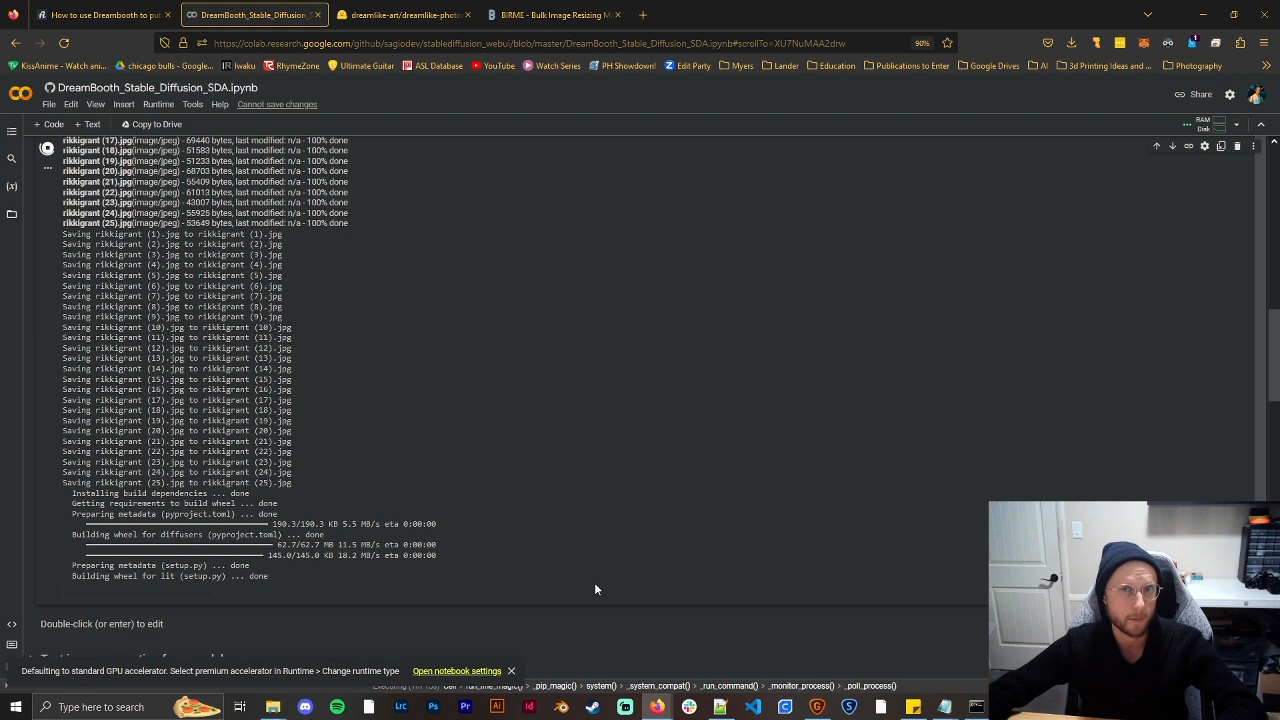 How to use Dreambooth to put
DreamBooth_Stable_Diffusion_S
dreamlike-art/dreamlike-photo
BIRME - Bulk Image Resizing M
https://colab.research.google.com/github/sagiodev/stablediffusion_webui/blob/master/DreamBooth_Stable_Diffusion_SDA.ipynb#scrollTo=XU7NuMAA2drw
90%
KissAnime - Watch ani...
chicago bulls - Google...
Iwaku
RhymeZone
Ultimate Guitar
ASL Database
YouTube
Watch Series
PH Showdown!
Edit Party
Myers
Lander
Education
Publications to Enter
Google Drives
AI
3d Printing Ideas and ...
Photography
DreamBooth_Stable_Diffusion_SDA.ipynb
Share
File Edit View Insert Runtime Tools Help Cannot save changes
+ Code + Text Copy to Drive
RAM
Disk
rikkigrant (17).jpg(image/jpeg) - 69440 bytes, last modified: n/a - 100% done
rikkigrant (18).jpg(image/jpeg) - 51583 bytes, last modified: n/a - 100% done
rikkigrant (19).jpg(image/jpeg) - 51233 bytes, last modified: n/a - 100% done
rikkigrant (20).jpg(image/jpeg) - 68703 bytes, last modified: n/a - 100% done
rikkigrant (21).jpg(image/jpeg) - 55409 bytes, last modified: n/a - 100% done
rikkigrant (22).jpg(image/jpeg) - 61013 bytes, last modified: n/a - 100% done
rikkigrant (23).jpg(image/jpeg) - 43007 bytes, last modified: n/a - 100% done
rikkigrant (24).jpg(image/jpeg) - 55925 bytes, last modified: n/a - 100% done
rikkigrant (25).jpg(image/jpeg) - 53649 bytes, last modified: n/a - 100% done
Saving rikkigrant (1).jpg to rikkigrant (1).jpg
Saving rikkigrant (2).jpg to rikkigrant (2).jpg
Saving rikkigrant (3).jpg to rikkigrant (3).jpg
Saving rikkigrant (4).jpg to rikkigrant (4).jpg
Saving rikkigrant (5).jpg to rikkigrant (5).jpg
Saving rikkigrant (6).jpg to rikkigrant (6).jpg
Saving rikkigrant (7).jpg to rikkigrant (7).jpg
Saving rikkigrant (8).jpg to rikkigrant (8).jpg
Saving rikkigrant (9).jpg to rikkigrant (9).jpg
Saving rikkigrant (10).jpg to rikkigrant (10).jpg
Saving rikkigrant (11).jpg to rikkigrant (11).jpg
Saving rikkigrant (12).jpg to rikkigrant (12).jpg
Saving rikkigrant (13).jpg to rikkigrant (13).jpg
Saving rikkigrant (14).jpg to rikkigrant (14).jpg
Saving rikkigrant (15).jpg to rikkigrant (15).jpg
Saving rikkigrant (16).jpg to rikkigrant (16).jpg
Saving rikkigrant (17).jpg to rikkigrant (17).jpg
Saving rikkigrant (18).jpg to rikkigrant (18).jpg
Saving rikkigrant (19).jpg to rikkigrant (19).jpg
Saving rikkigrant (20).jpg to rikkigrant (20).jpg
Saving rikkigrant (21).jpg to rikkigrant (21).jpg
Saving rikkigrant (22).jpg to rikkigrant (22).jpg
Saving rikkigrant (23).jpg to rikkigrant (23).jpg
Saving rikkigrant (24).jpg to rikkigrant (24).jpg
Saving rikkigrant (25).jpg to rikkigrant (25).jpg
Installing build dependencies ... done
Getting requirements to build wheel ... done
Preparing metadata (pyproject.toml) ... done
190.3/190.3 KB 5.5 MB/s eta 0:00:00
Building wheel for diffusers (pyproject.toml) ... done
62.7/62.7 MB 11.5 MB/s eta 0:00:00
145.0/145.0 KB 18.2 MB/s eta 0:00:00
Preparing metadata (setup.py) ... done
Building wheel for lit (setup.py) ... done
Double-click (or enter) to edit
Defaulting to standard GPU accelerator. Select premium accelerator in Runtime > Change runtime type
Open notebook settings
_run_line_magic() > _pip_magic() > system() > _system_compat() > _run_command() > _monitor_process() > _poll_process()
Type here to search